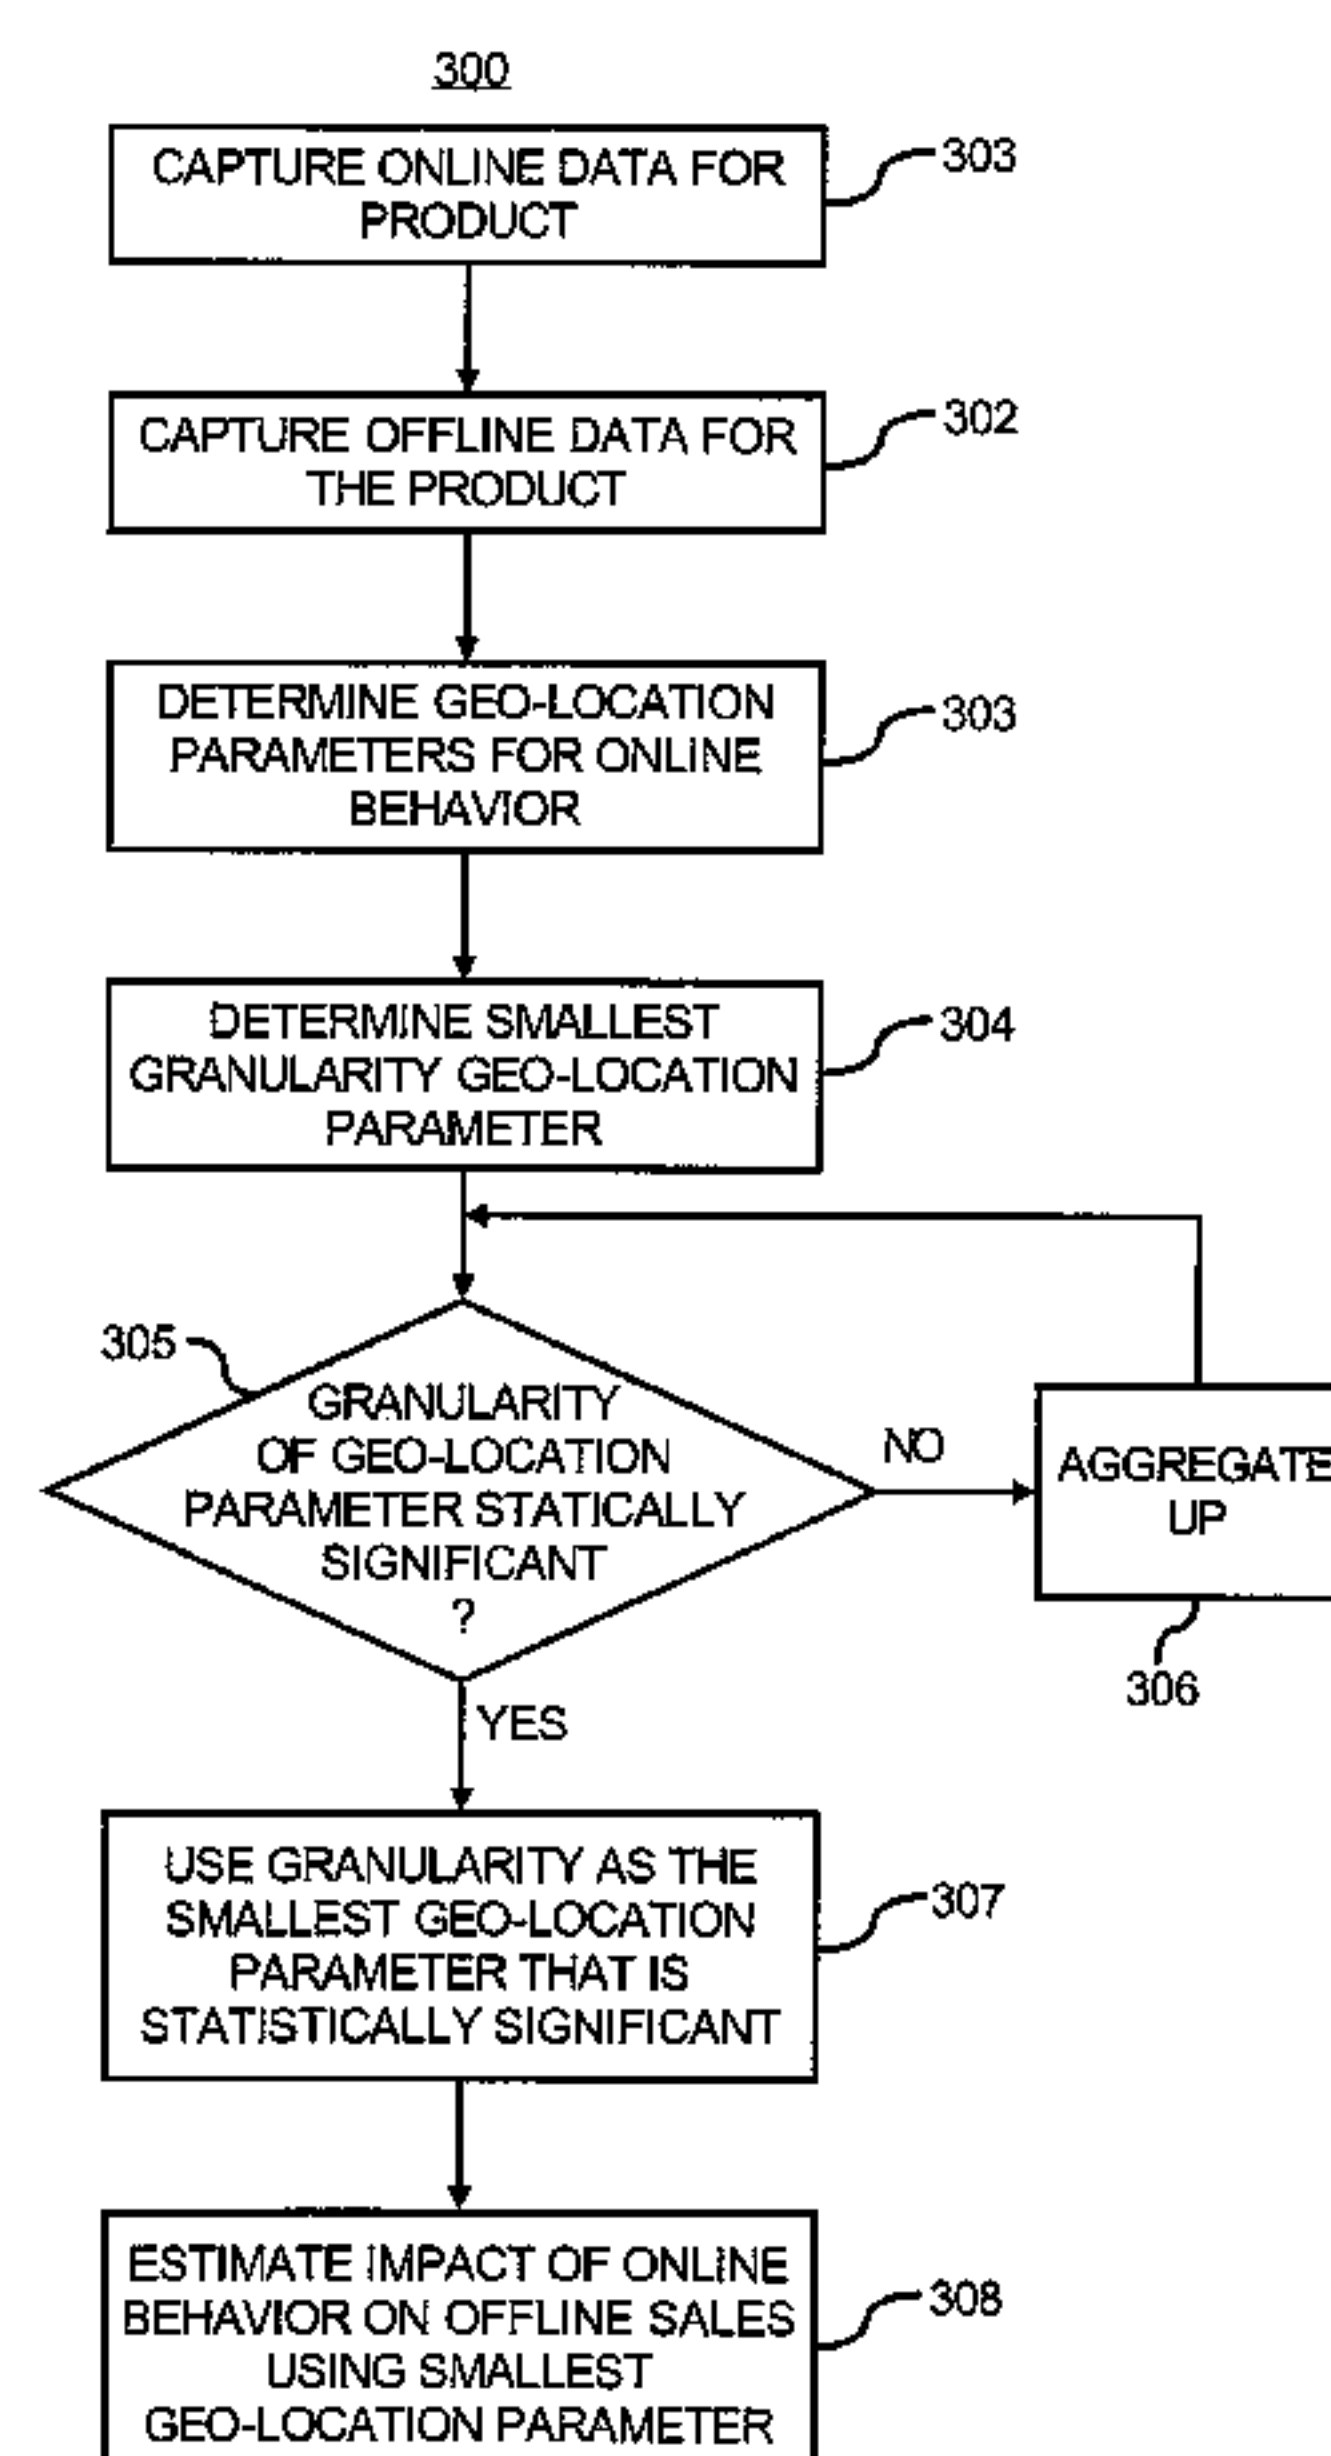 300
CAPTURE ONLINE DATA FOR
PRODUCT
303
CAPTURE OFFLINE DATA FOR
THE PRODUCT
302
DETERMINE GEO-LOCATION
PARAMETERS FOR ONLINE
BEHAVIOR
303
DETERMINE SMALLEST
GRANULARITY GEO-LOCATION
PARAMETER
304
305
GRANULARITY
OF GEO-LOCATION
PARAMETER STATICALLY
SIGNIFICANT
?
NO
AGGREGATE
UP
306
YES
USE GRANULARITY AS THE
SMALLEST GEO-LOCATION
PARAMETER THAT IS
STATISTICALLY SIGNIFICANT
307
ESTIMATE IMPACT OF ONLINE
BEHAVIOR ON OFFLINE SALES
USING SMALLEST
GEO-LOCATION PARAMETER
308